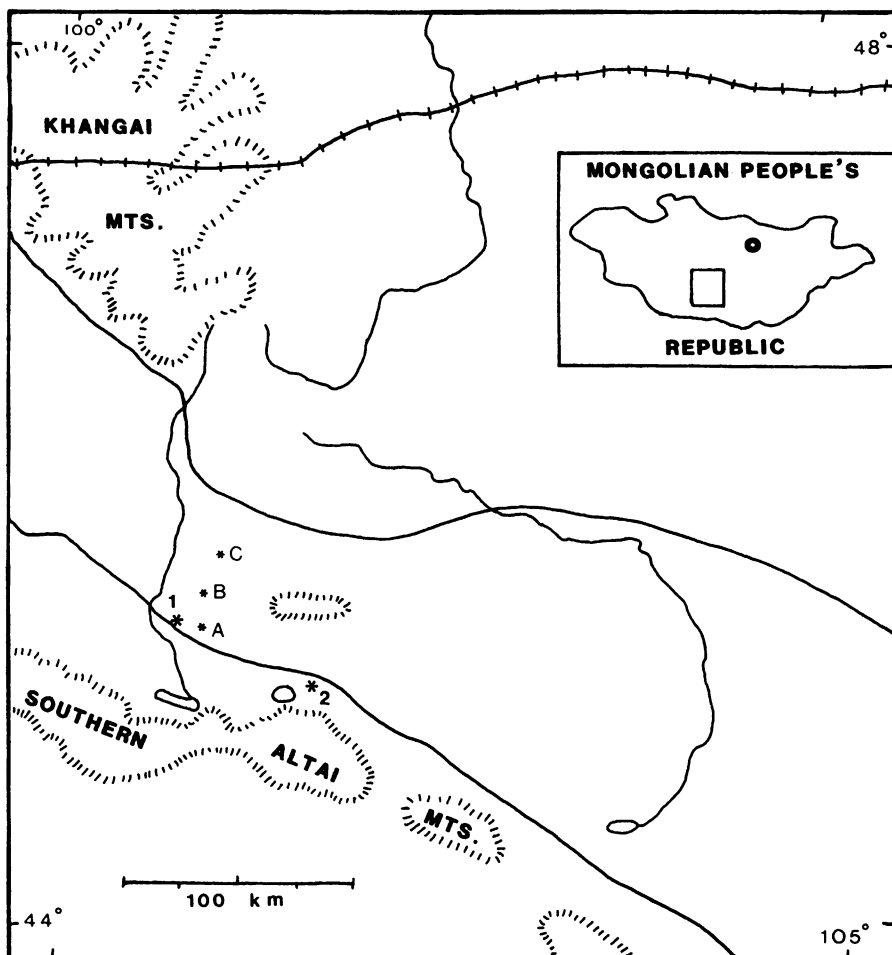 100°
48°
KHANGAI
MTS.
MONGOLIAN PEOPLE'S
REPUBLIC
* C
* B
1
* * A
* 2
SOUTHERN
ALTAI
MTS.
100 km
44°
105°